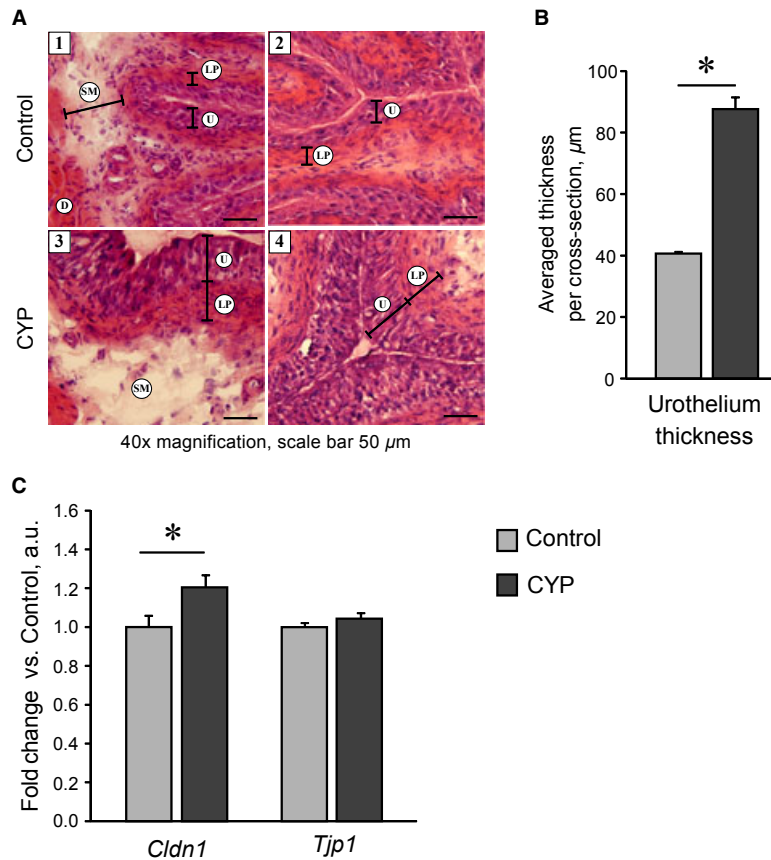 A
Control
1
SM
LP
U
D
2
U
LP
CYP
3
U
LP
SM
4
LP
U
40x magnification, scale bar 50 µm
B
Averaged thickness
per cross-section, µm
100
80
60
40
20
0
*
Urothelium
thickness
C
Fold change vs. Control, a.u.
1.6
1.4
1.2
1.0
0.8
0.6
0.4
0.2
0.0
*
Cldn1
Tjp1
Control
CYP